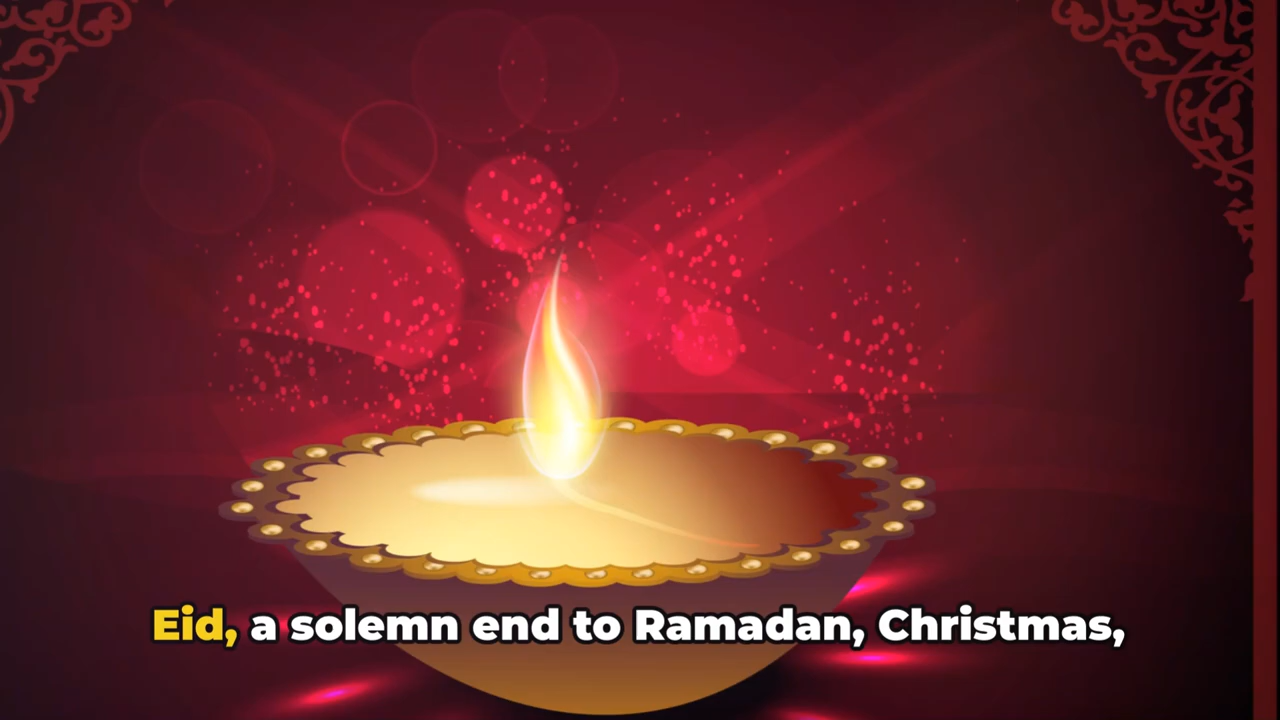 Eid, a solemn end to Ramadan, Christmas,